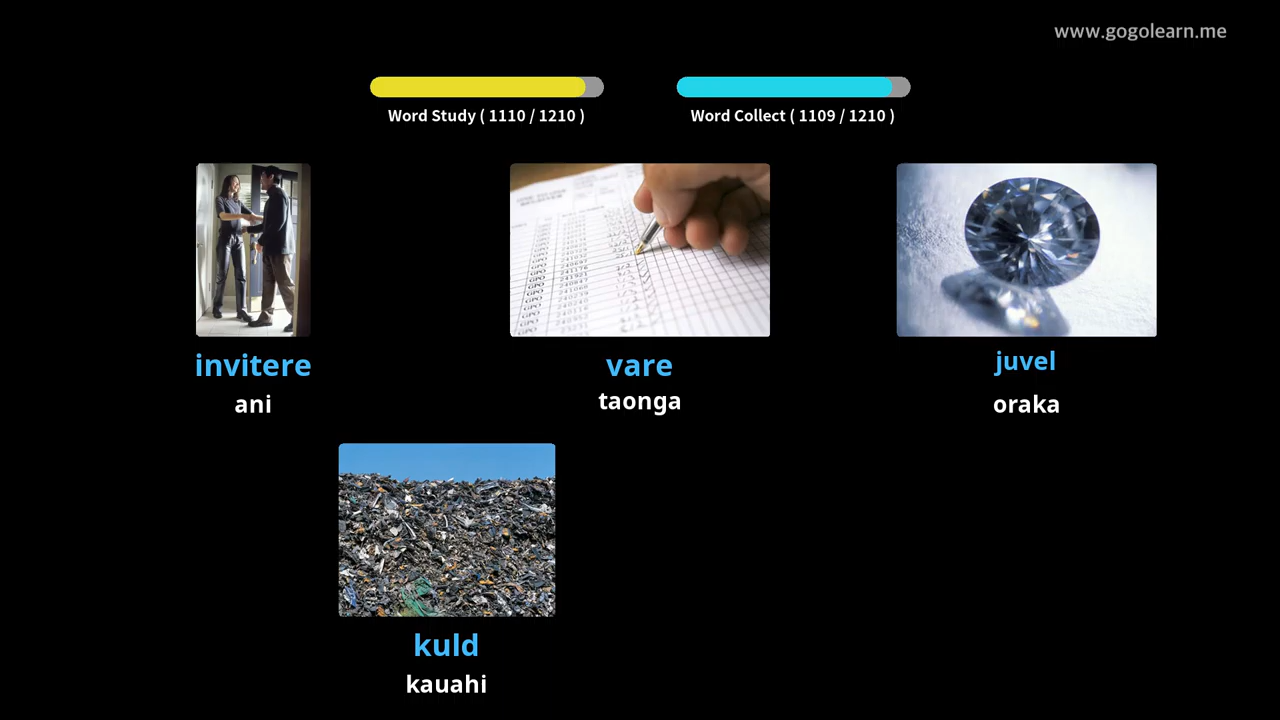 www.gogolearn.me
Word Study ( 1110 / 1210 )
Word Collect ( 1109 / 1210 )
invitere
ani
vare
taonga
juvel
oraka
kuld
kauahi